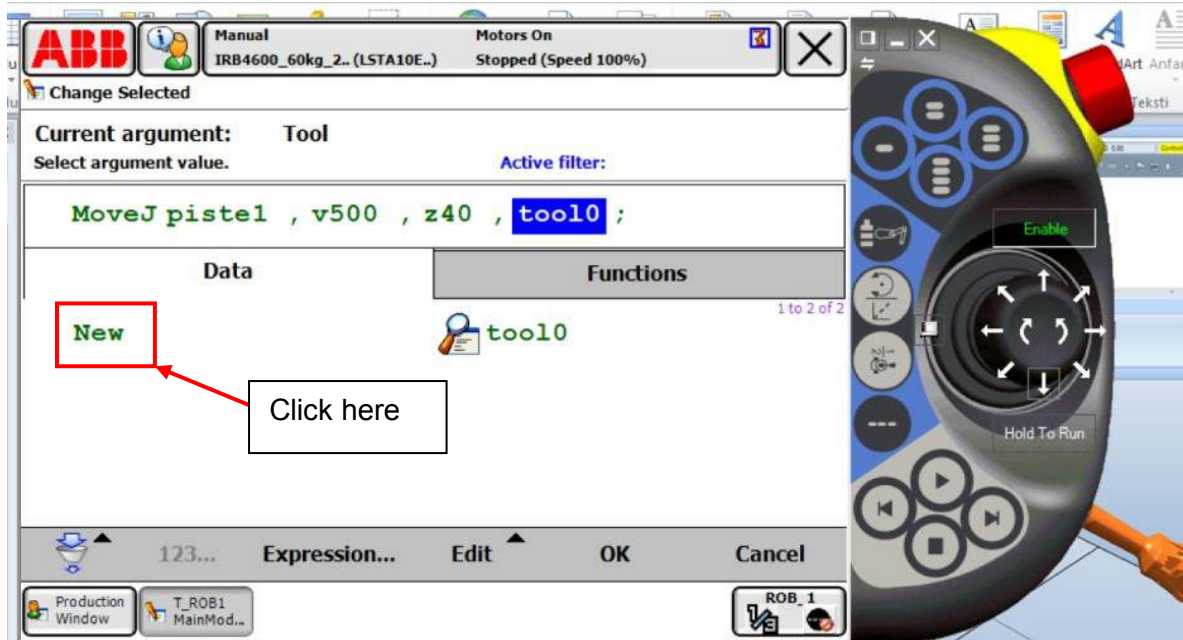 ABB
Manual
IRB4600_60kg_2.. (LSTA10E..)
Motors On
Stopped (Speed 100%)
Change Selected
Current argument: Tool
Select argument value.
Active filter:
MoveJ piste1 , v500 , z40 , tool0 ;
Data
Functions
1 to 2 of 2
New
tool0
Click here
123...
Expression...
Edit
OK
Cancel
Production
Window
T_ROB1
MainMod...
ROB_1
1/3
Enable
Hold To Run
Teksti